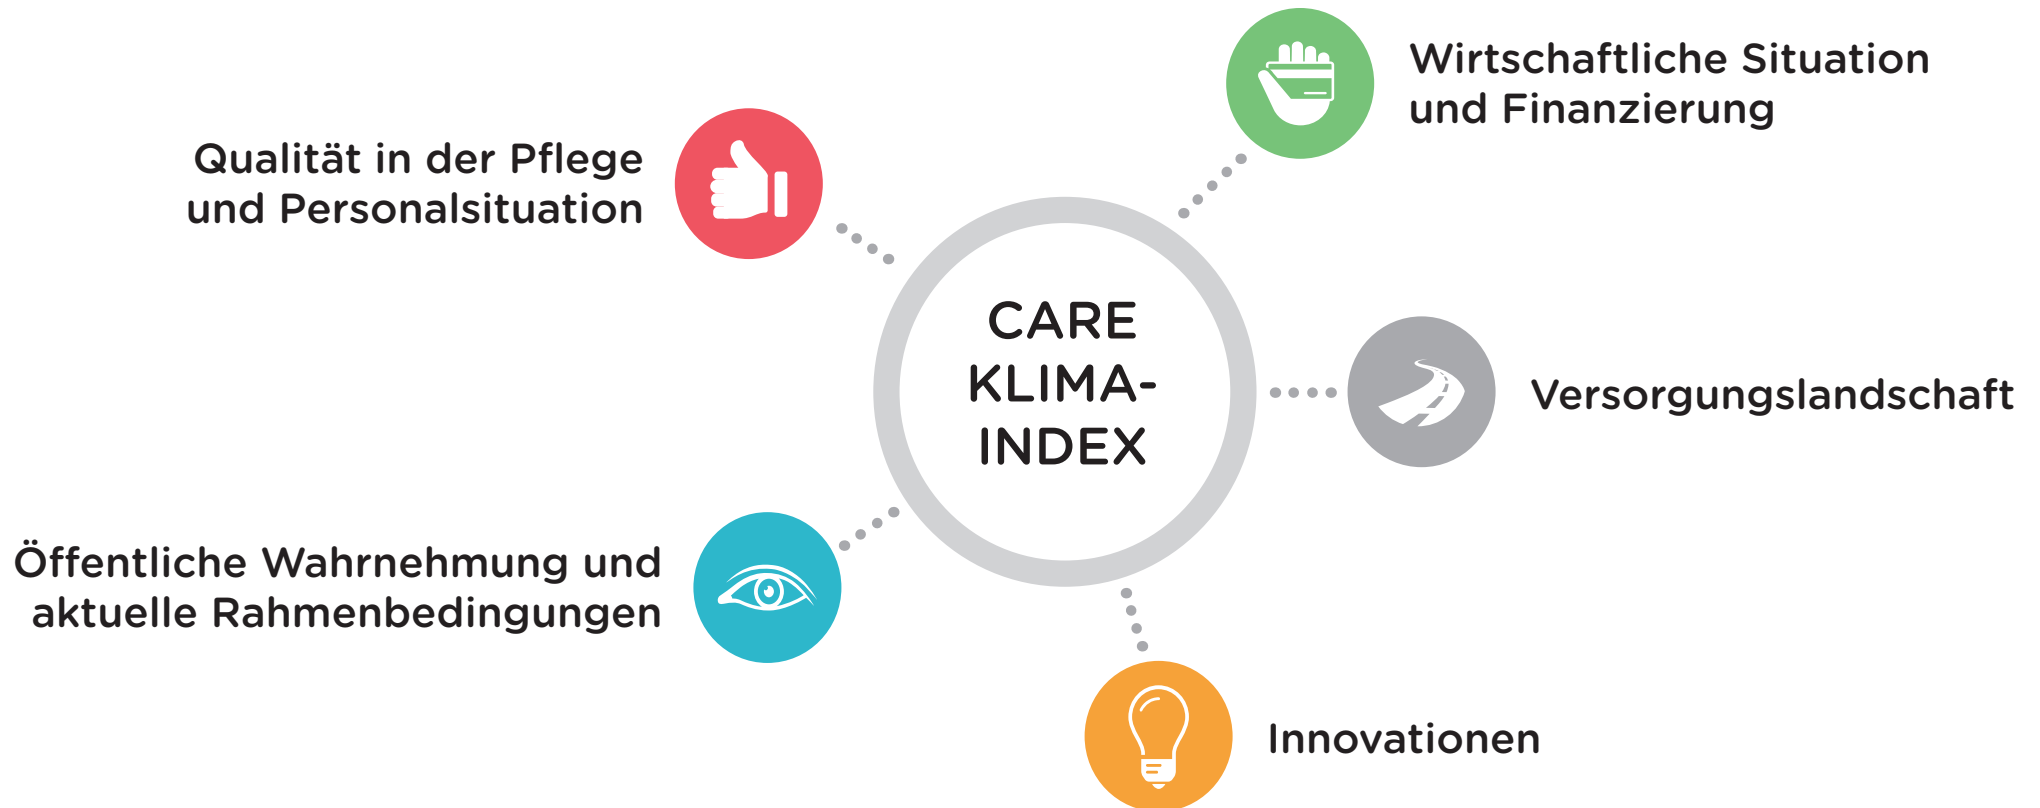 Wirtschaftliche Situation
und Finanzierung
Qualität in der Pflege
und Personalsituation
CARE
KLIMA-
INDEX
Versorgungslandschaft
Öffentliche Wahrnehmung und
aktuelle Rahmenbedingungen
Innovationen